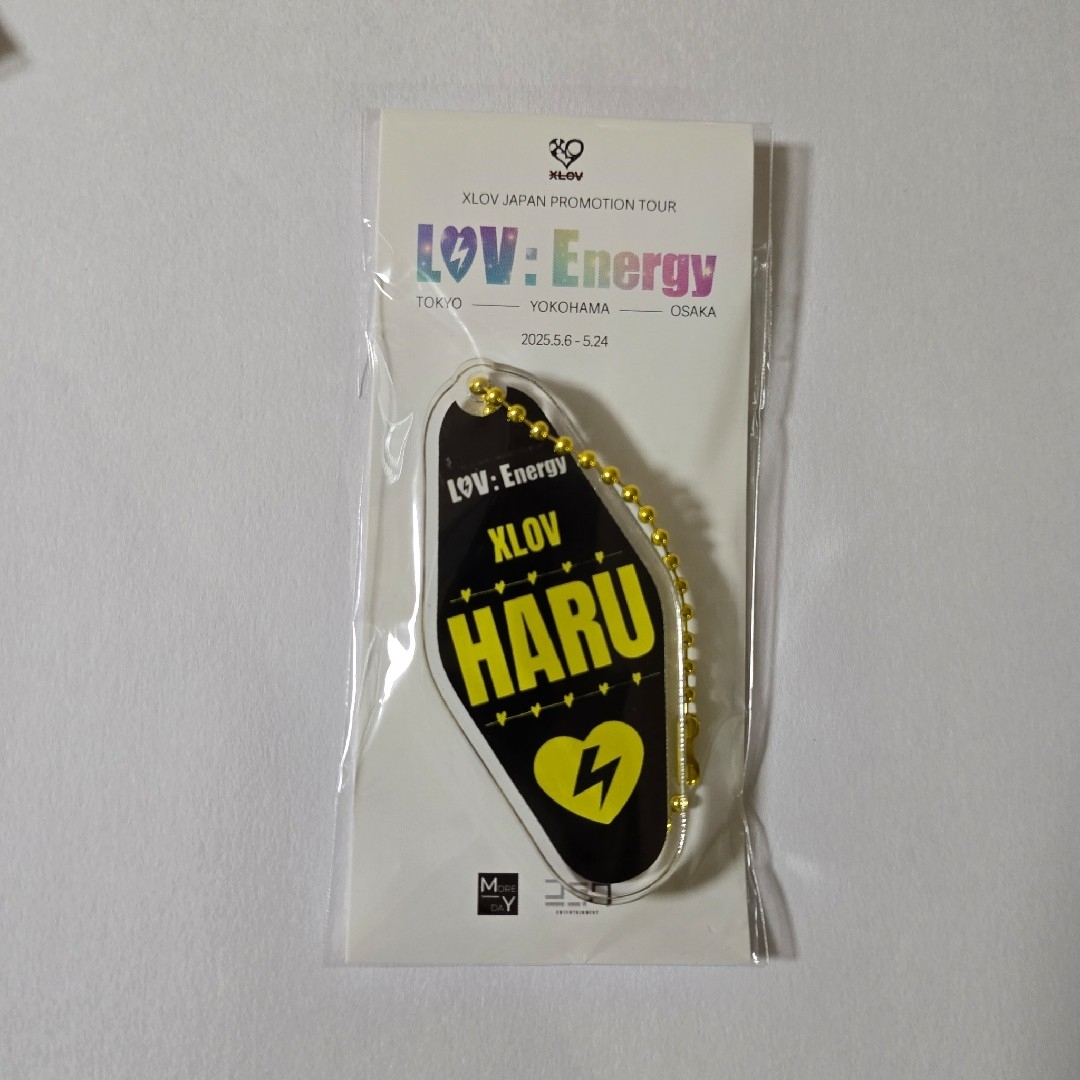 XLOV
XLOV JAPAN PROMOTION TOUR
LOV: Energy
TOKYO YOKOHAMA OSAKA
2025.5.6 - 5.24
LOV: Energy
XLOV
HARU
MORE
DAY
ENTERTAINMENT